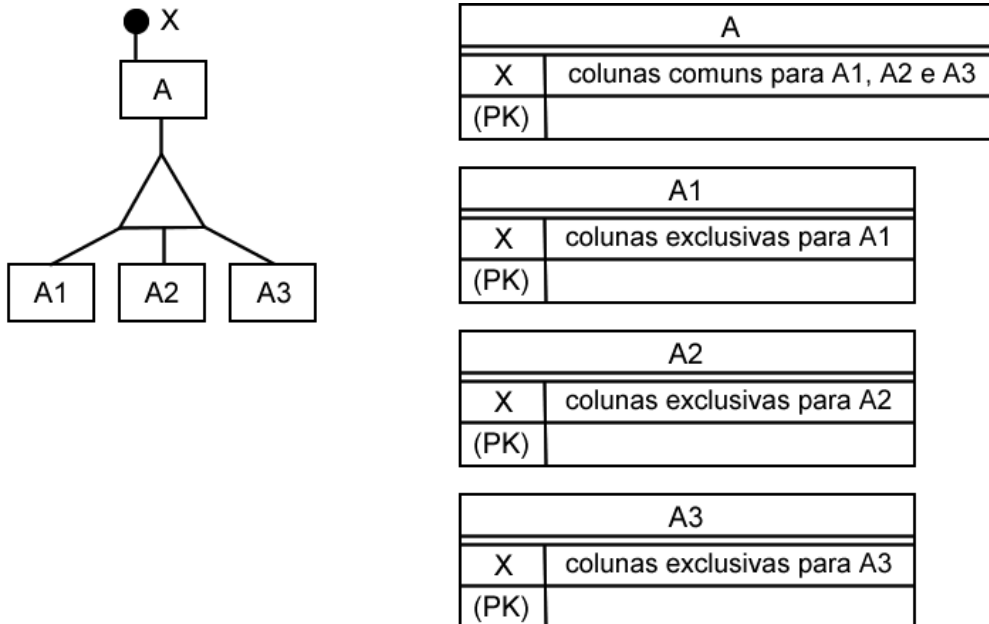 X
A
A1 A2 A3
A
X colunas comuns para A1, A2 e A3
(PK)
A1
X colunas exclusivas para A1
(PK)
A2
X colunas exclusivas para A2
(PK)
A3
X colunas exclusivas para A3
(PK)